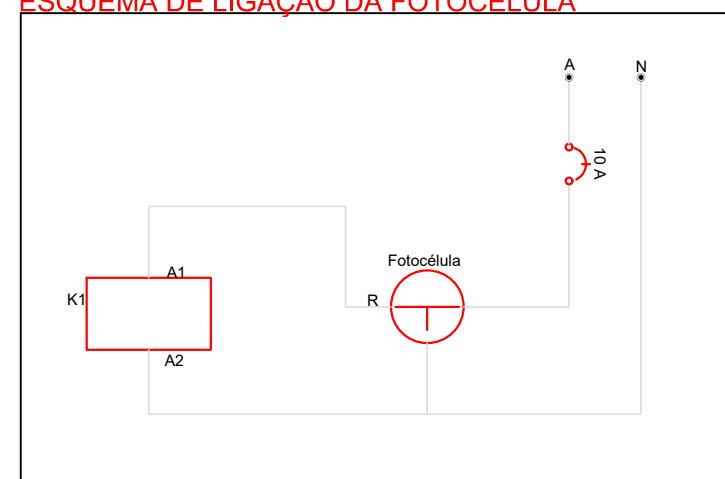 ESQUEMA DE LIGAÇÃO DA FOTOCÉLULA
A
N
10 A
Fotocélula
A1
K1
R
A2